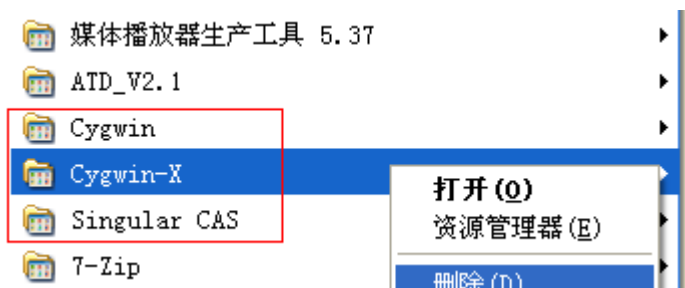 媒体播放器生产工具 5.37
ATD_V2.1
Cygwin
Cygwin-X
打开(O)
Singular CAS
资源管理器(E)
7-Zip
删除(D)